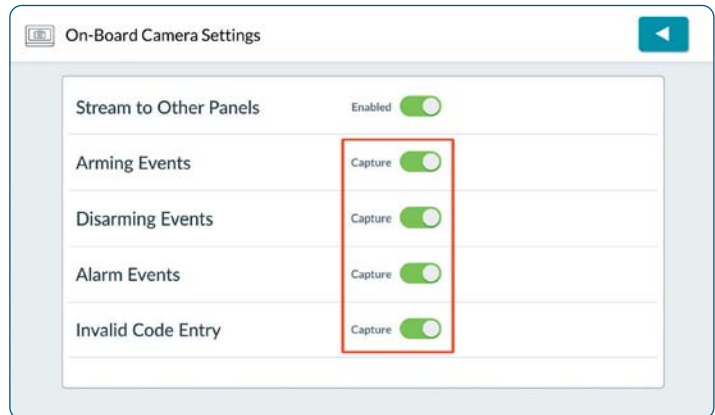 On-Board Camera Settings
Stream to Other Panels Enabled
Arming Events Capture
Disarming Events Capture
Alarm Events Capture
Invalid Code Entry Capture